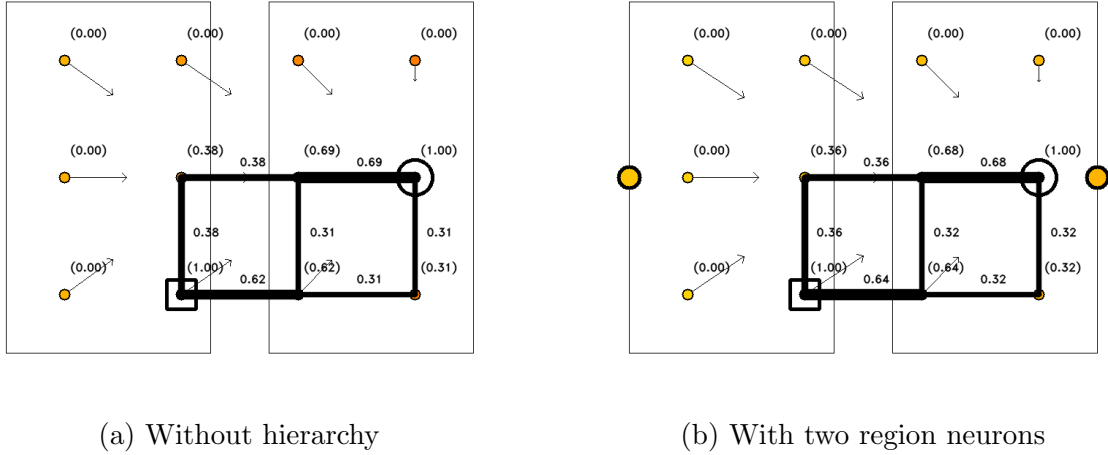 (0.00) (0.00) (0.00) (0.00) (0.00) (0.00) (0.00) (0.00)
(0.00) (0.38) (0.69) (1.00) (0.00) (0.36) (0.68) (1.00)
0.38 0.69 0.36 0.68
0.38 0.31 0.31 0.36 0.32 0.32
(0.00) (1.00) (0.62) (0.31) (0.00) (1.00) (0.64) (0.32)
0.62 0.31 0.64 0.32
(a) Without hierarchy (b) With two region neurons